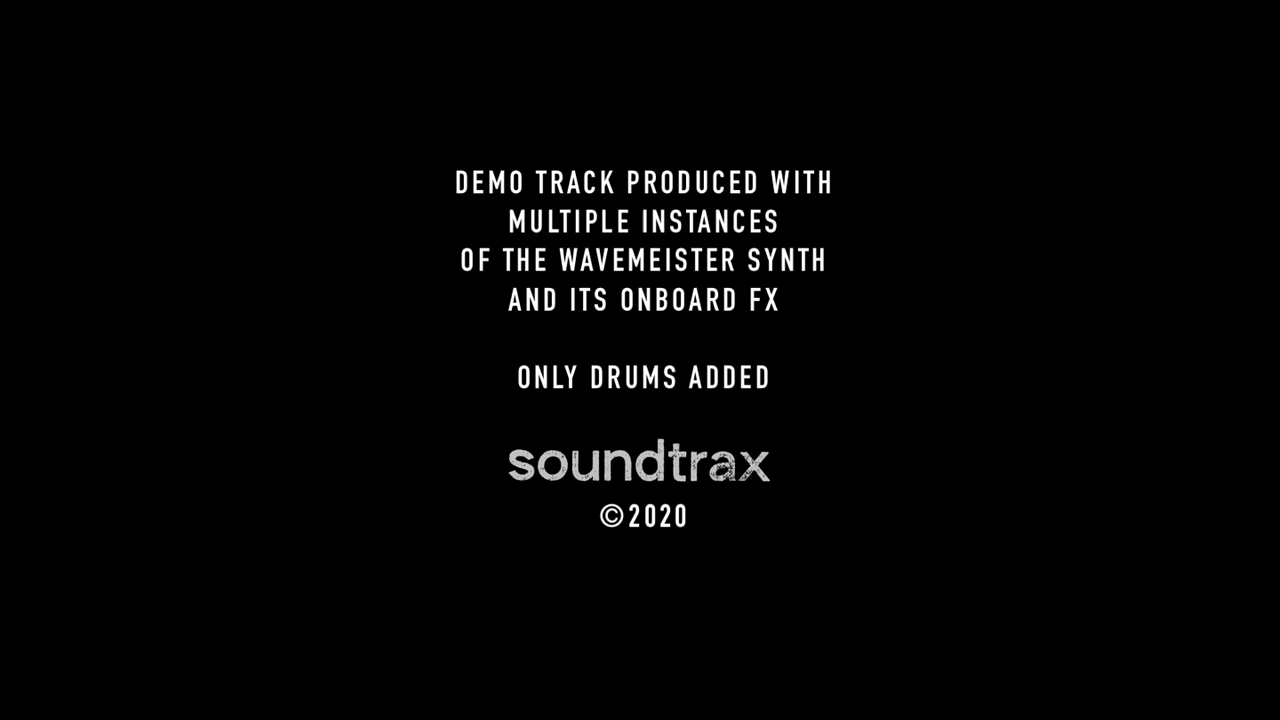 DEMO TRACK PRODUCED WITH
MULTIPLE INSTANCES
OF THE WAVEMEISTER SYNTH
AND ITS ONBOARD FX
ONLY DRUMS ADDED
soundtrax
©2020